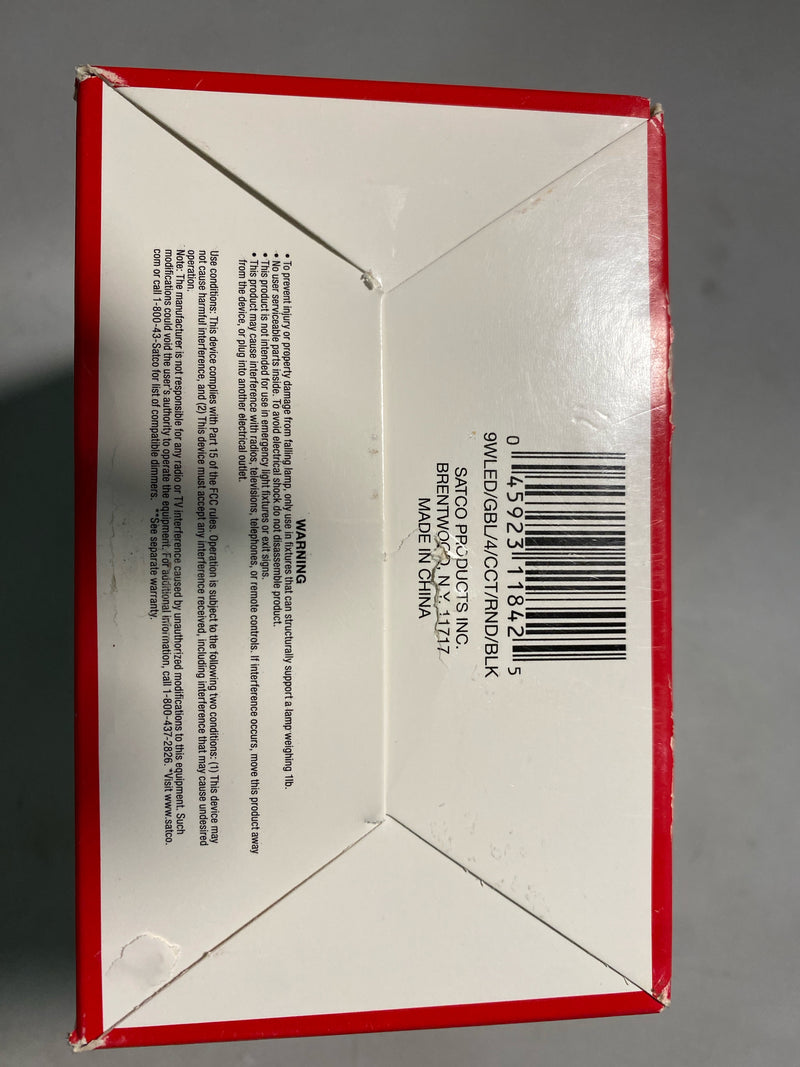 0 45923 11842 5
9WLED/GBL/4/CCT/RND/BLK
SATCO PRODUCTS INC.
BRENTWOOD, N.Y. 11717
MADE IN CHINA
WARNING
• To prevent injury or property damage from falling lamp, only use in fixtures that can structurally support a lamp weighing 1lb.
• No user serviceable parts inside. To avoid electrical shock do not disassemble product.
• This product is not intended for use in emergency light fixtures or exit signs.
• This product may cause interference with radios, televisions, telephones, or remote controls. If interference occurs, move this product away
from the device, or plug into another electrical outlet.
Use conditions: This device complies with Part 15 of the FCC rules. Operation is subject to the following two conditions: (1) This device may
not cause harmful interference, and (2) This device must accept any interference received, including interference that may cause undesired
operation.
Note: The manufacturer is not responsible for any radio or TV interference caused by unauthorized modifications to this equipment. Such
modifications could void the user's authority to operate the equipment. For additional information, call 1-800-437-2826. *Visit www.satco.
com or call 1-800-43-Satco for list of compatible dimmers. **See separate warranty.